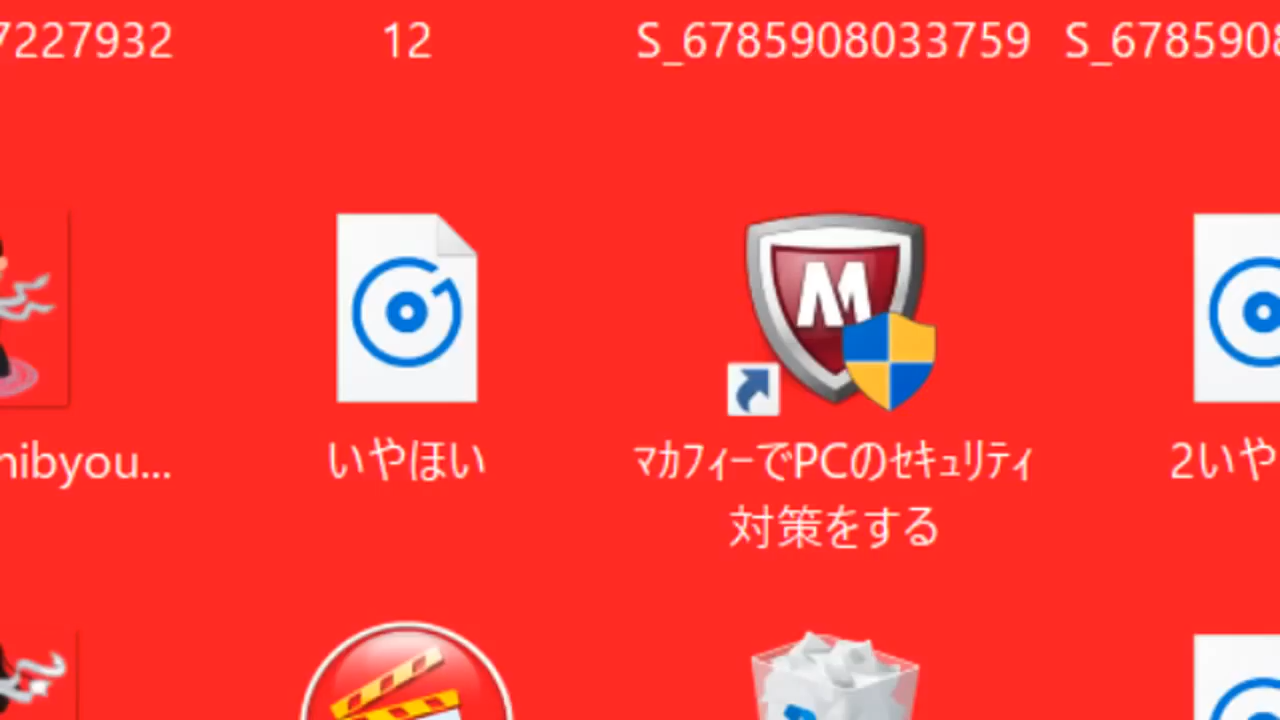 7227932
12
S_6785908033759
S_6785908
nibyou...
いやほい
ﾏｶﾌｨｰでPCのｾｷｭﾘﾃｨ
対策をする
2いや